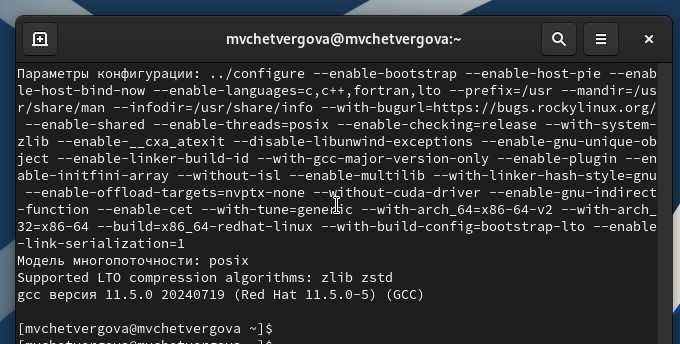 mvchetvergova@mvchetvergova:~
Параметры конфигурации: ../configure --enable-bootstrap --enable-host-pie --enab
le-host-bind-now --enable-languages=c,c++,fortran,lto --prefix=/usr --mandir=/us
r/share/man --infodir=/usr/share/info --with-bugurl=https://bugs.rockylinux.org/
--enable-shared --enable-threads=posix --enable-checking=release --with-system-
zlib --enable-__cxa_atexit --disable-libunwind-exceptions --enable-gnu-unique-ob
ject --enable-linker-build-id --with-gcc-major-version-only --enable-plugin --en
able-initfini-array --without-isl --enable-multilib --with-linker-hash-style=gnu
--enable-offload-targets=nvptx-none --without-cuda-driver --enable-gnu-indirect
-function --enable-cet --with-tune=generic --with-arch_64=x86-64-v2 --with-arch_
32=x86-64 --build=x86_64-redhat-linux --with-build-config=bootstrap-lto --enable
-link-serialization=1
Модель многопоточности: posix
Supported LTO compression algorithms: zlib zstd
gcc версия 11.5.0 20240719 (Red Hat 11.5.0-5) (GCC)
[mvchetvergova@mvchetvergova ~]$